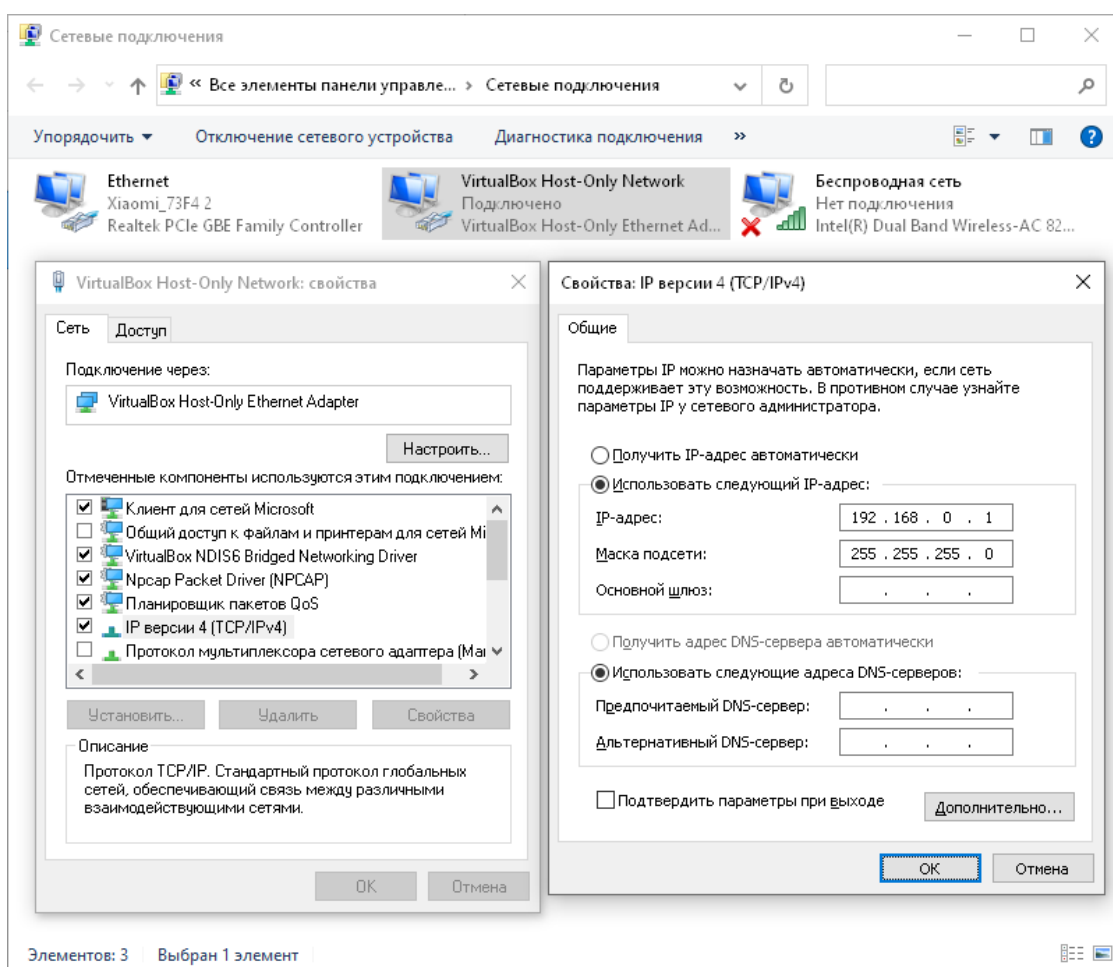 Сетевые подключения
« Все элементы панели управле... › Сетевые подключения
Упорядочить Отключение сетевого устройства Диагностика подключения »
Ethernet
Xiaomi_73F4 2
Realtek PCIe GBE Family Controller
VirtualBox Host-Only Network
Подключено
VirtualBox Host-Only Ethernet Ad...
Беспроводная сеть
Нет подключения
Intel(R) Dual Band Wireless-AC 82...
VirtualBox Host-Only Network: свойства
Сеть Доступ
Подключение через:
VirtualBox Host-Only Ethernet Adapter
Настроить...
Отмеченные компоненты используются этим подключением:
Клиент для сетей Microsoft
Общий доступ к файлам и принтерам для сетей Mi
VirtualBox NDIS6 Bridged Networking Driver
Npcap Packet Driver (NPCAP)
Планировщик пакетов QoS
IP версии 4 (TCP/IPv4)
Протокол мультиплексора сетевого адаптера (Mai
Установить... Удалить Свойства
Описание
Протокол TCP/IP. Стандартный протокол глобальных
сетей, обеспечивающий связь между различными
взаимодействующими сетями.
OK Отмена
Свойства: IP версии 4 (TCP/IPv4)
Общие
Параметры IP можно назначать автоматически, если сеть
поддерживает эту возможность. В противном случае узнайте
параметры IP у сетевого администратора.
Получить IP-адрес автоматически
Использовать следующий IP-адрес:
IP-адрес: 192 . 168 . 0 . 1
Маска подсети: 255 . 255 . 255 . 0
Основной шлюз: . . .
Получить адрес DNS-сервера автоматически
Использовать следующие адреса DNS-серверов:
Предпочитаемый DNS-сервер: . . .
Альтернативный DNS-сервер: . . .
Подтвердить параметры при выходе
Дополнительно...
OK Отмена
Элементов: 3 Выбран 1 элемент